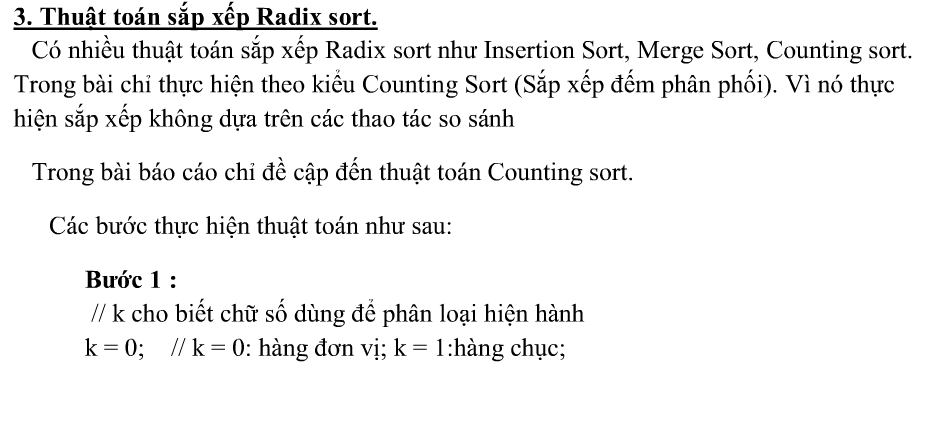 3. Thuật toán sắp xếp Radix sort.
Có nhiều thuật toán sắp xếp Radix sort như Insertion Sort, Merge Sort, Counting sort.
Trong bài chỉ thực hiện theo kiểu Counting Sort (Sắp xếp đếm phân phối). Vì nó thực
hiện sắp xếp không dựa trên các thao tác so sánh
Trong bài báo cáo chỉ đề cập đến thuật toán Counting sort.
Các bước thực hiện thuật toán như sau:
Bước 1 :
// k cho biết chữ số dùng để phân loại hiện hành
k = 0; // k = 0: hàng đơn vị; k = 1:hàng chục;